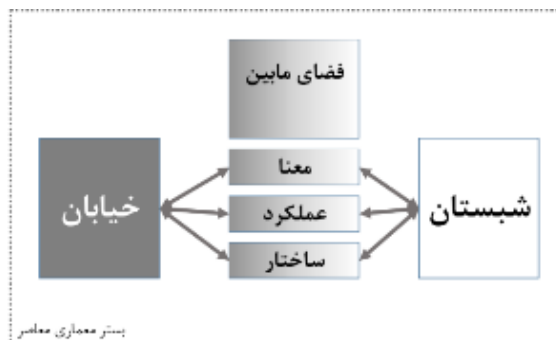 فضای مابین
شبستان
معنا
عملکرد
ساختار
خیابان
بستر معماری معاصر